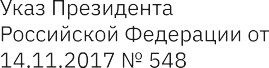 Указ Президента
Российской Федерации от
14.11.2017 № 548